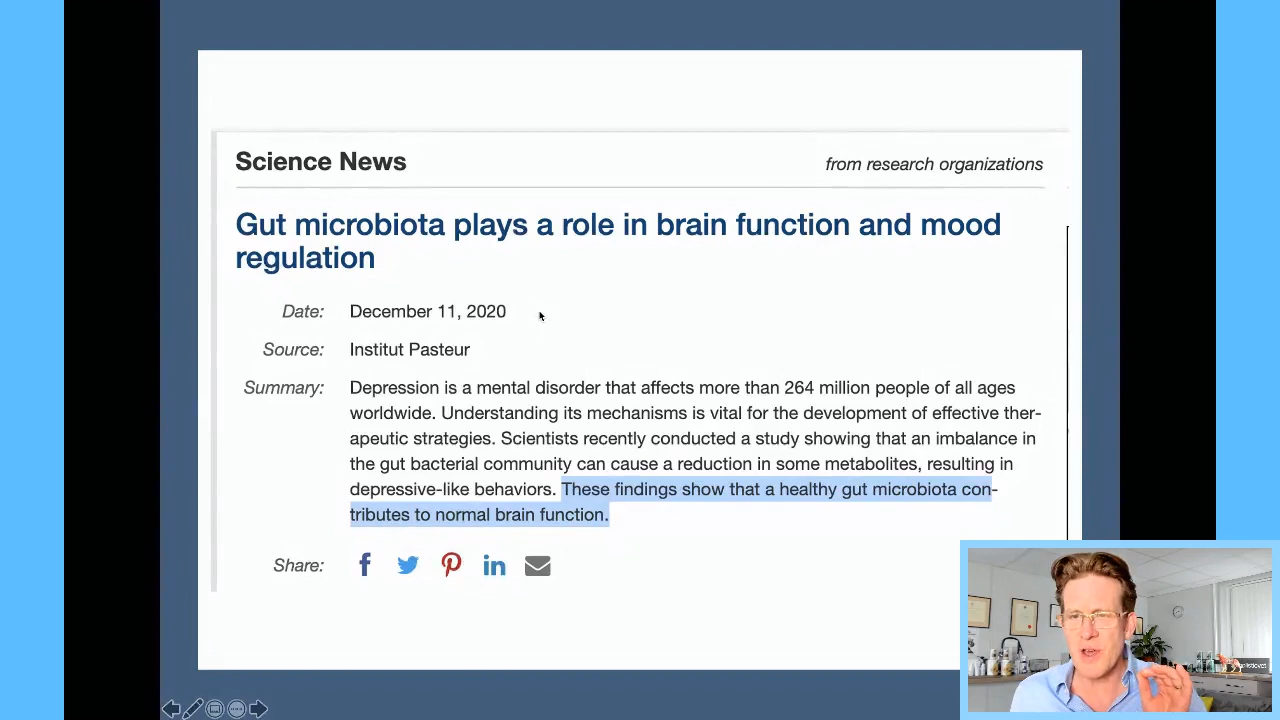 Science News
from research organizations
Gut microbiota plays a role in brain function and mood
regulation
Date: December 11, 2020
Source: Institut Pasteur
Summary: Depression is a mental disorder that affects more than 264 million people of all ages
worldwide. Understanding its mechanisms is vital for the development of effective ther-
apeutic strategies. Scientists recently conducted a study showing that an imbalance in
the gut bacterial community can cause a reduction in some metabolites, resulting in
depressive-like behaviors. These findings show that a healthy gut microbiota con-
tributes to normal brain function.
Share: